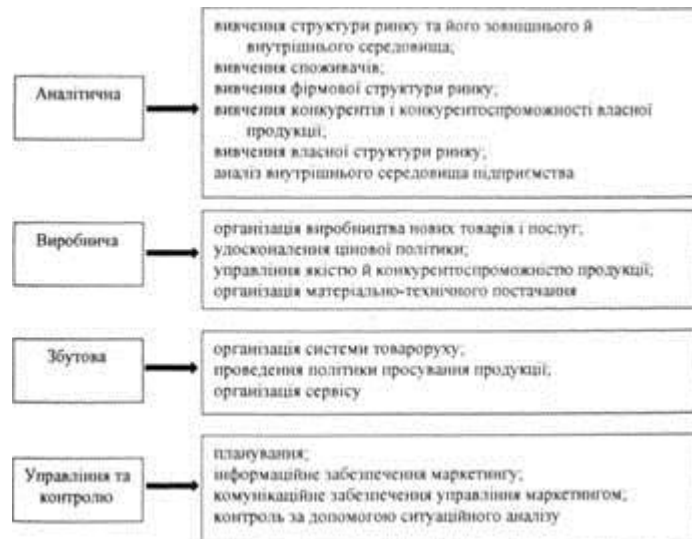 Аналітична
вивчення структури ринку та його зовнішнього й
внутрішнього середовища;
вивчення споживачів;
вивчення фірмової структури ринку;
вивчення конкурентів і конкурентоспроможності власної
продукції;
вивчення власної структури ринку;
аналіз внутрішнього середовища підприємства
Виробнича
організація виробництва нових товарів і послуг;
удосконалення цінової політики;
управління якістю й конкурентоспроможністю продукції;
організація матеріально-технічного постачання
Збутова
організація системи товароруху;
проведення політики просування продукції;
організація сервісу
Управління та
контролю
планування;
інформаційне забезпечення маркетингу;
комунікаційне забезпечення управління маркетингом;
контроль за допомогою ситуаційного аналізу